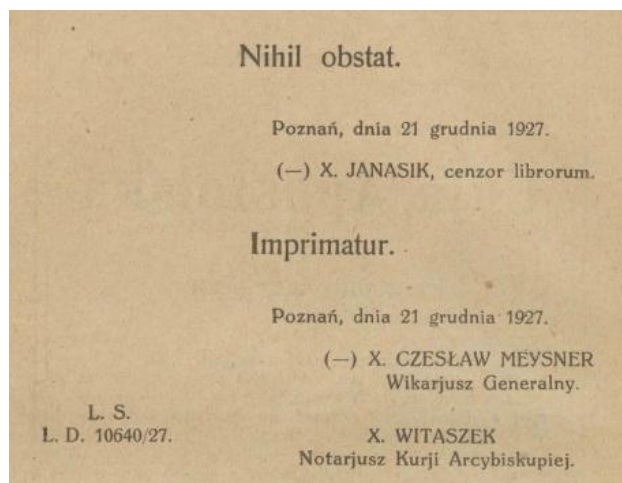 Nihil obstat.
Poznań, dnia 21 grudnia 1927.
(—) X. JANASIK, cenzor librorum.
Imprimatur.
Poznań, dnia 21 grudnia 1927.
(—) X. CZESŁAW MEYSNER
Wikarjusz Generalny.
L. S.
L. D. 10640/27.
X. WITASZEK
Notarjusz Kurji Arcybiskupiej.